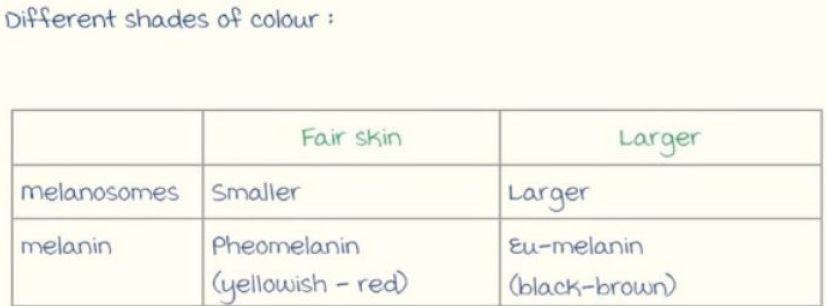 Different shades of colour :
Fair skin Larger
melanosomes Smaller Larger
melanin Pheomelanin Eu-melanin
(yellowish - red) (black-brown)